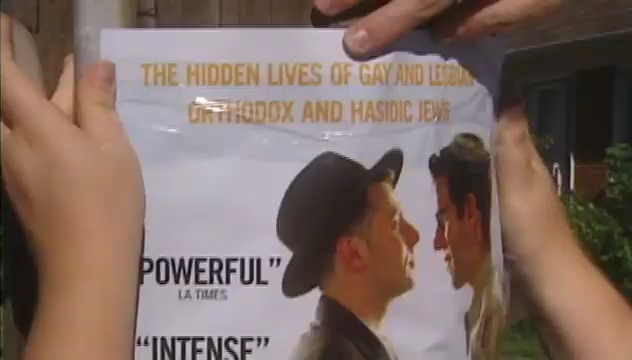 THE HIDDEN LIVES OF GAY AND LESBIAN
ORTHODOX AND HASIDIC JEWS
POWERFUL”
LA TIMES
“INTENSE”